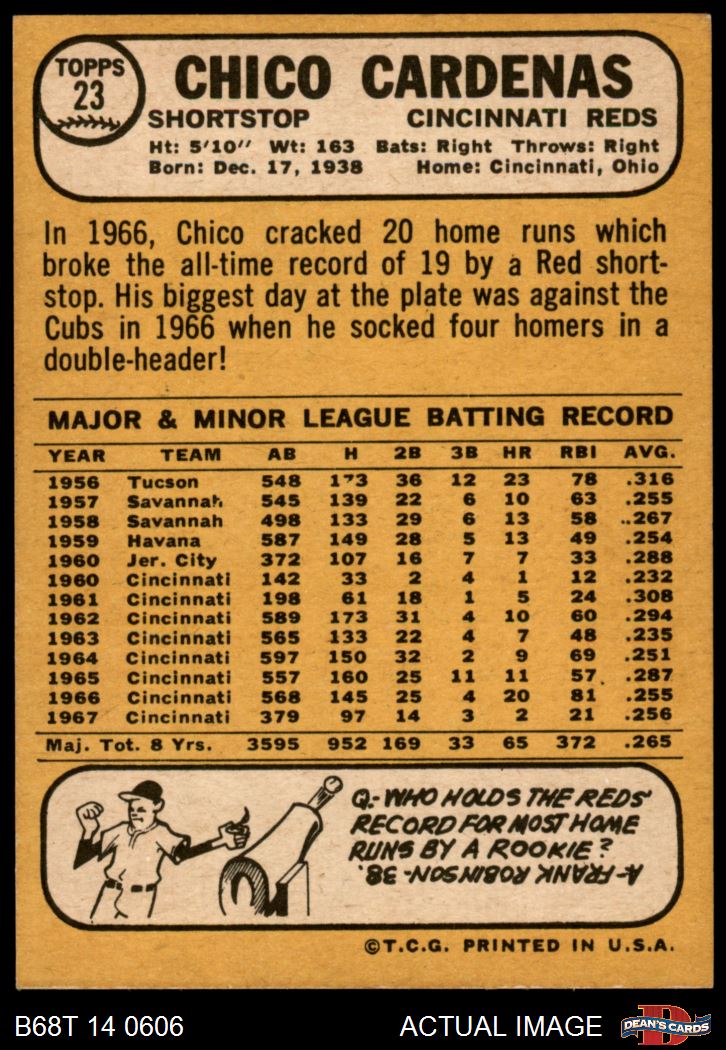 TOPPS
23
CHICO CARDENAS
SHORTSTOP CINCINNATI REDS
Ht: 5'10" Wt: 163 Bats: Right Throws: Right
Born: Dec. 17, 1938 Home: Cincinnati, Ohio
In 1966, Chico cracked 20 home runs which
broke the all-time record of 19 by a Red short-
stop. His biggest day at the plate was against the
Cubs in 1966 when he socked four homers in a
double-header!
MAJOR & MINOR LEAGUE BATTING RECORD
YEAR TEAM AB H 2B 3B HR RBI AVG.
1956 Tucson 548 173 36 12 23 78 .316
1957 Savannah 545 139 22 6 10 63 .255
1958 Savannah 498 133 29 6 13 58 .267
1959 Havana 587 149 28 5 13 49 .254
1960 Jer. City 372 107 16 7 7 33 .288
1960 Cincinnati 142 33 2 4 1 12 .232
1961 Cincinnati 198 61 18 1 5 24 .308
1962 Cincinnati 589 173 31 4 10 60 .294
1963 Cincinnati 565 133 22 4 7 48 .235
1964 Cincinnati 597 150 32 2 9 69 .251
1965 Cincinnati 557 160 25 11 11 57 .287
1966 Cincinnati 568 145 25 4 20 81 .255
1967 Cincinnati 379 97 14 3 2 21 .256
Maj. Tot. 8 Yrs. 3595 952 169 33 65 372 .265
Q.- WHO HOLDS THE REDS'
RECORD FOR MOST HOME
RUNS BY A ROOKIE?
A- FRANK ROBINSON- 38.
©T.C.G. PRINTED IN U.S.A.
B68T 14 0606 ACTUAL IMAGE
D
DEAN'S CARDS